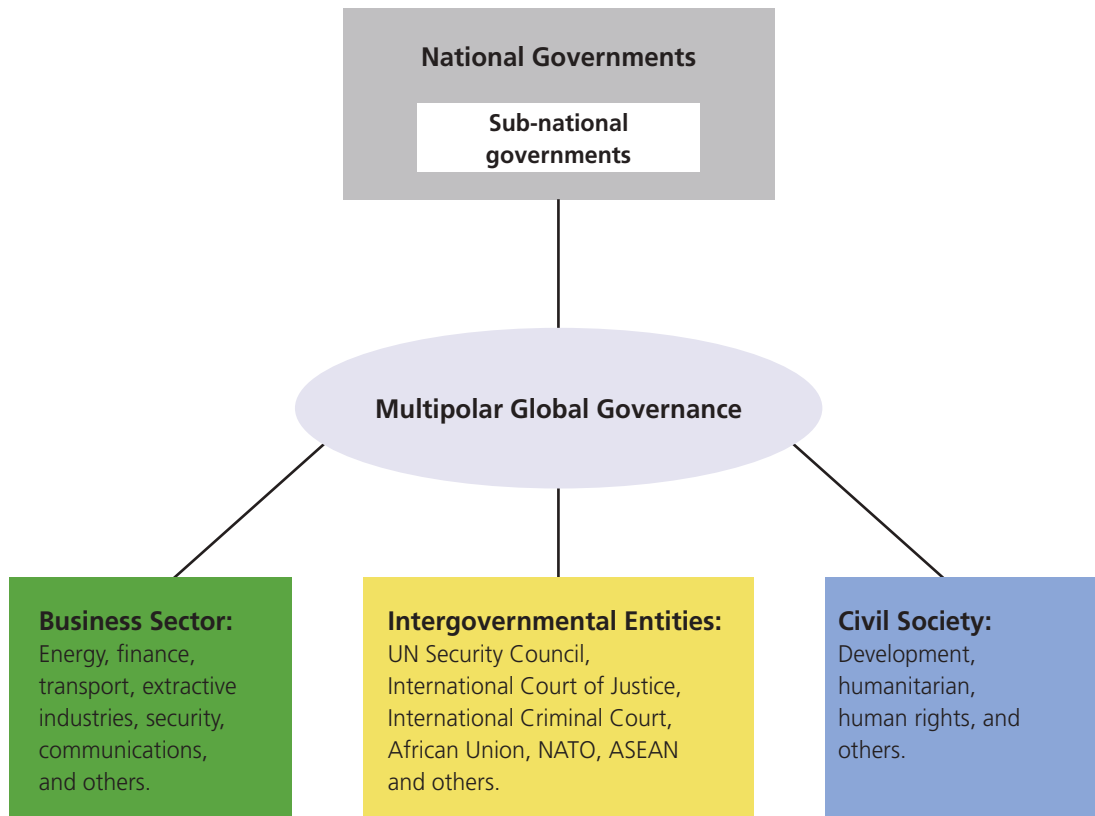 National Governments
Sub-national
governments
Multipolar Global Governance
Business Sector:
Energy, finance,
transport, extractive
industries, security,
communications,
and others.
Intergovernmental Entities:
UN Security Council,
International Court of Justice,
International Criminal Court,
African Union, NATO, ASEAN
and others.
Civil Society:
Development,
humanitarian,
human rights, and
others.